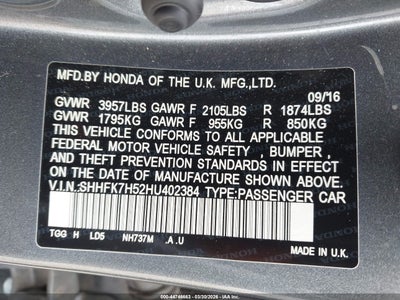 MFD.BY HONDA OF THE U.K. MFG.,LTD.
09/16
GVWR 3957LBS GAWR F 2105LBS R 1874LBS
GVWR 1795KG GAWR F 955KG R 850KG
THIS VEHICLE CONFORMS TO ALL APPLICABLE
FEDERAL MOTOR VEHICLE SAFETY , BUMPER ,
AND THEFT PREVENTION STANDARDS IN EFFECT
ON THE DATE OF MANUFACTURE SHOWN ABOVE.
V.I.N.:SHHFK7H52HU402384 TYPE:PASSENGER CAR
TGG H LD5 NH737M .A .U
MADE IN U.K.